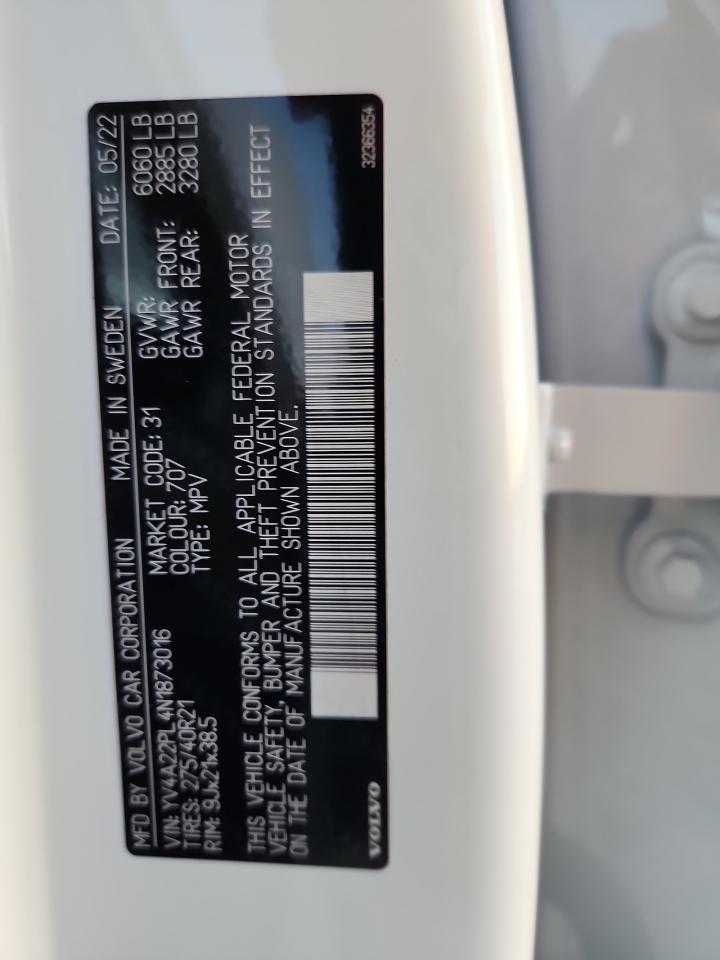 MFD BY VOLVO CAR CORPORATION MADE IN SWEDEN DATE: 05/22
VIN: YV4A22PL4N1873016 MARKET CODE: 31 GVWR: 6060 LB
TIRES: 275/40R21 COLOUR: 707 GAWR FRONT: 2885 LB
RIM: 9Jx21x38.5 TYPE: MPV GAWR REAR: 3280 LB
THIS VEHICLE CONFORMS TO ALL APPLICABLE FEDERAL MOTOR
VEHICLE SAFETY, BUMPER AND THEFT PREVENTION STANDARDS IN EFFECT
ON THE DATE OF MANUFACTURE SHOWN ABOVE.
VOLVO 32366354